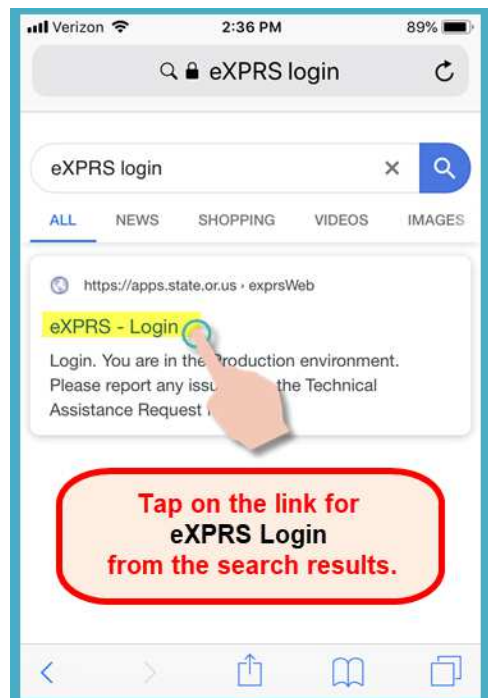 Verizon 2:36 PM 89%
eXPRS login
eXPRS login
ALL NEWS SHOPPING VIDEOS IMAGES
https://apps.state.or.us › exprsWeb
eXPRS - Login
Login. You are in the Production environment.
Please report any the Technical
Assistance Request
Tap on the link for
eXPRS Login
from the search results.